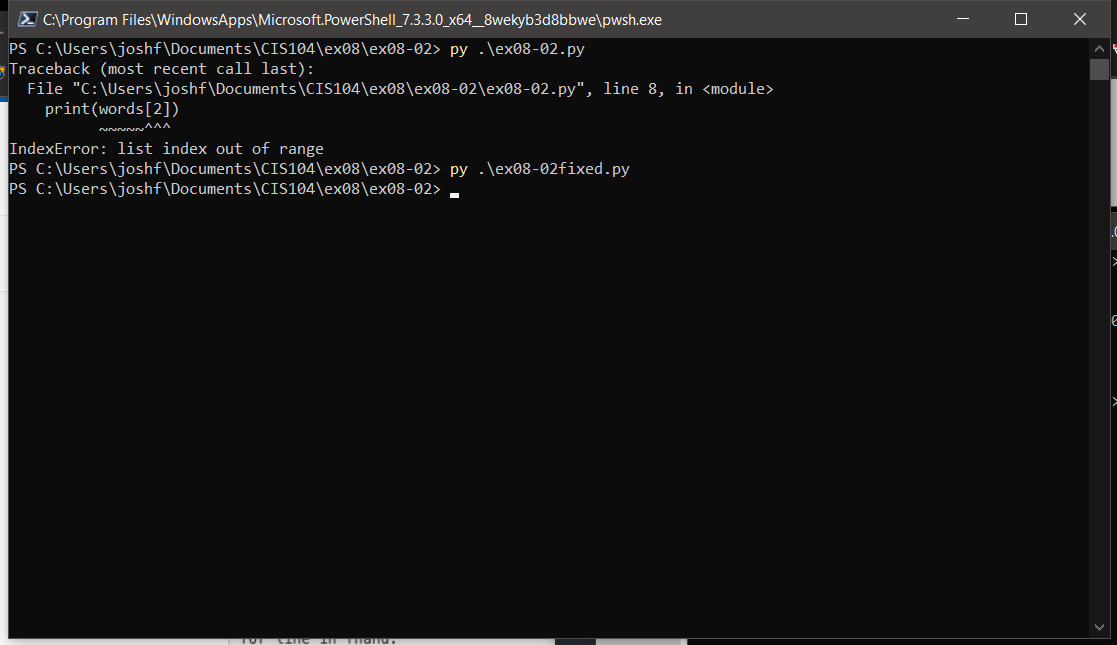 C:\Program Files\WindowsApps\Microsoft.PowerShell_7.3.3.0_x64__8wekyb3d8bbwe\pwsh.exe
PS C:\Users\joshf\Documents\CIS104\ex08\ex08-02> py .\ex08-02.py
Traceback (most recent call last):
  File "C:\Users\joshf\Documents\CIS104\ex08\ex08-02\ex08-02.py", line 8, in <module>
    print(words[2])
          ~~~~~^^^
IndexError: list index out of range
PS C:\Users\joshf\Documents\CIS104\ex08\ex08-02> py .\ex08-02fixed.py
PS C:\Users\joshf\Documents\CIS104\ex08\ex08-02>
for line in fhand: